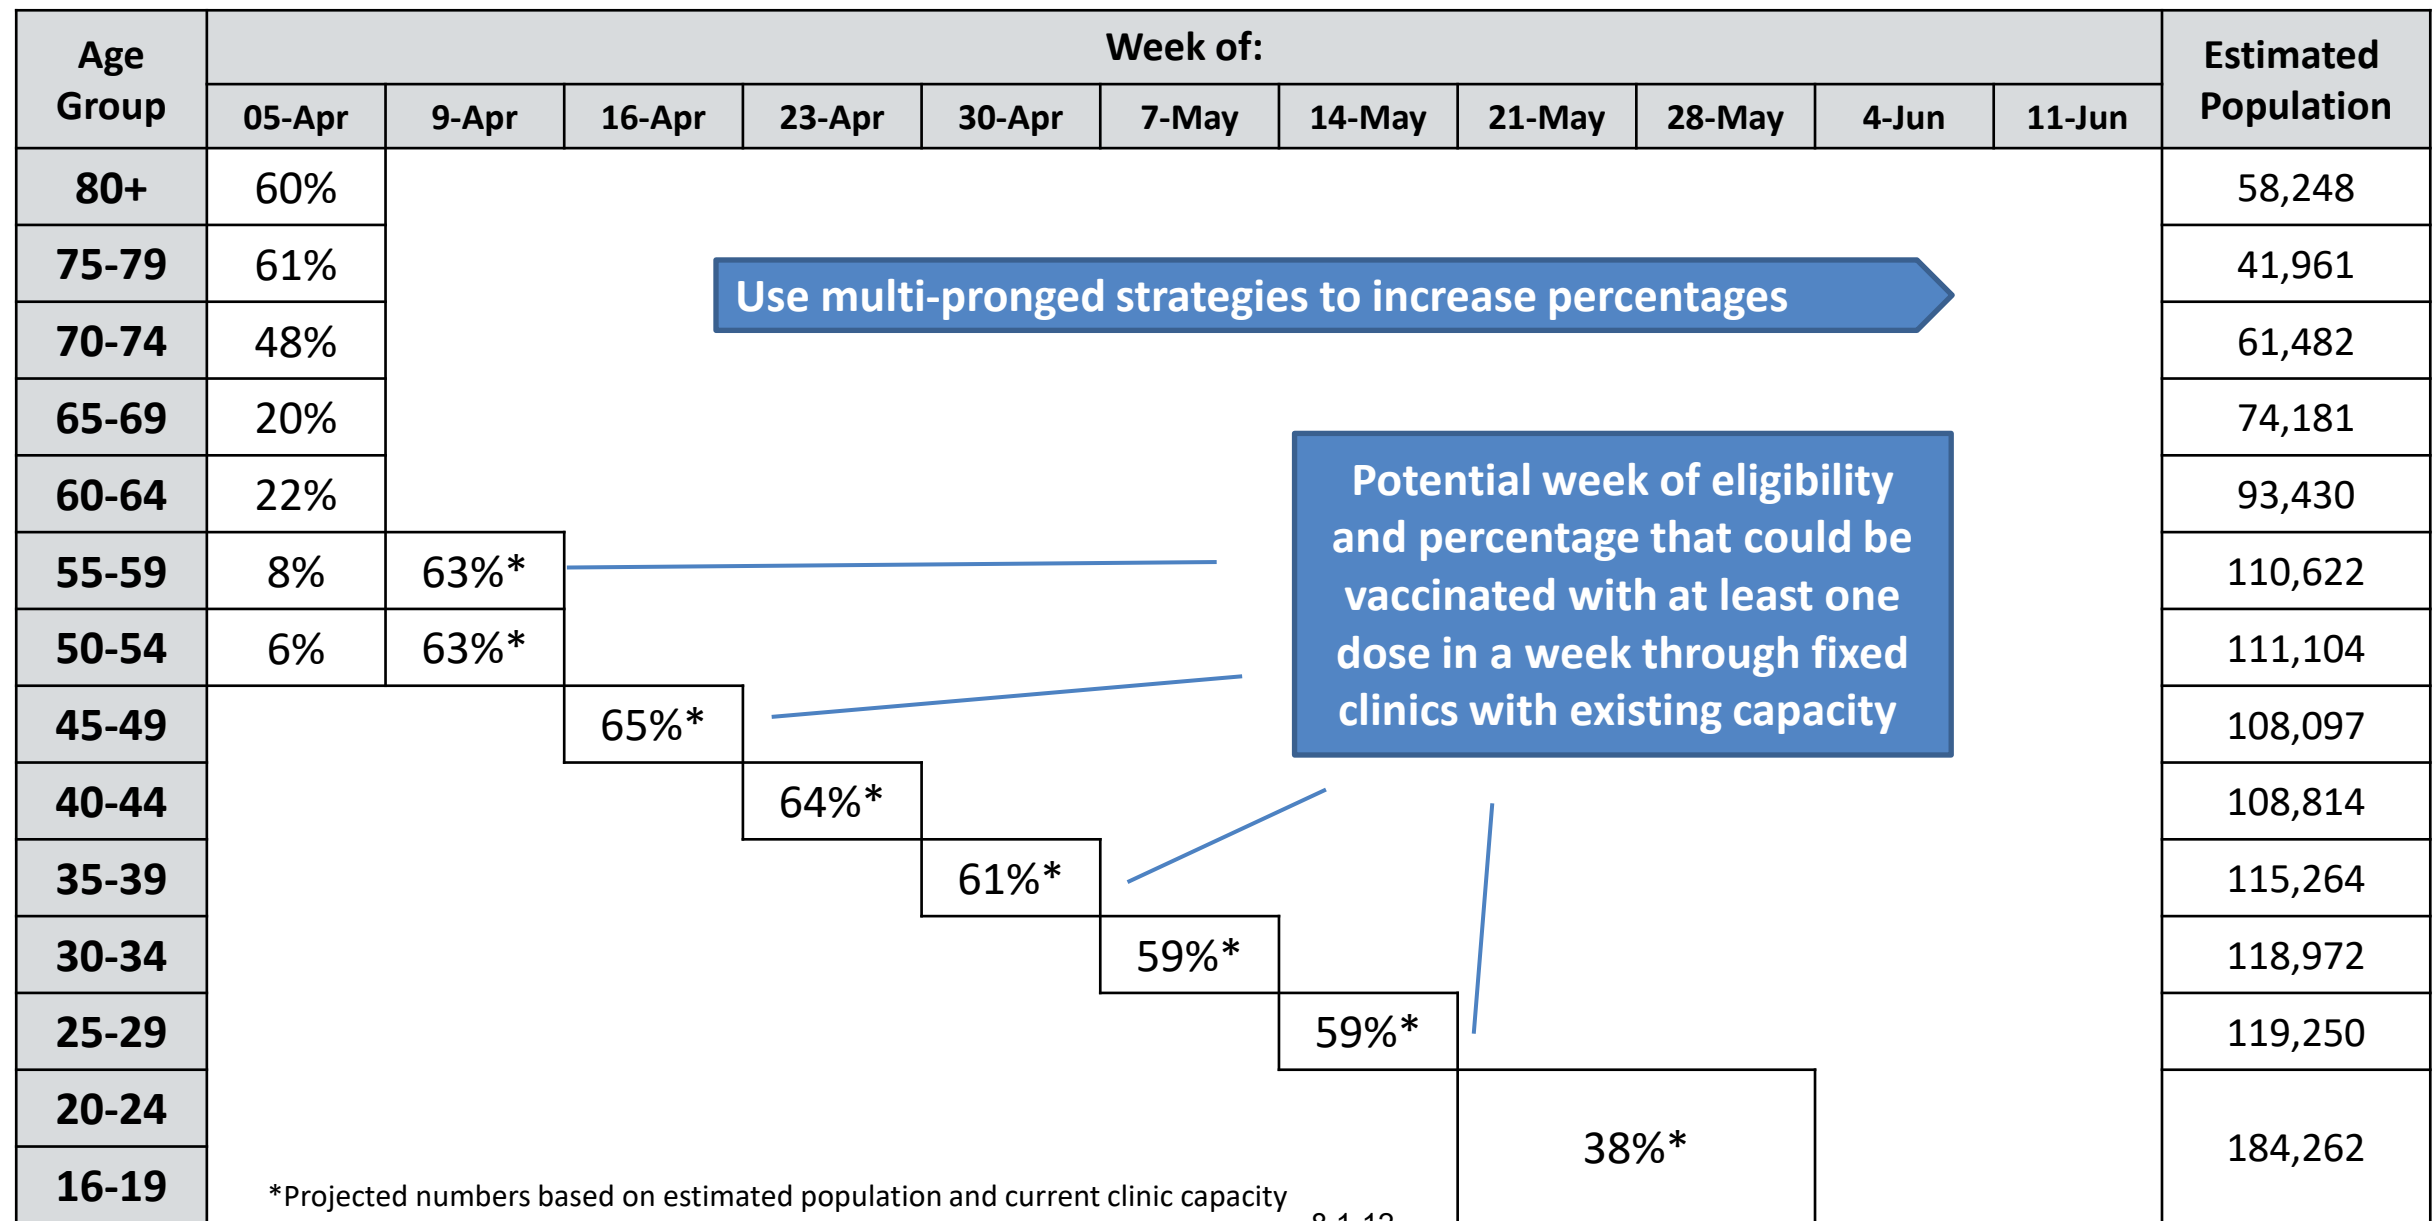 Age Group Week of: Estimated Population
05-Apr 9-Apr 16-Apr 23-Apr 30-Apr 7-May 14-May 21-May 28-May 4-Jun 11-Jun
80+ 60% 58,248
75-79 61% 41,961
Use multi-pronged strategies to increase percentages
70-74 48% 61,482
65-69 20% 74,181
60-64 22% 93,430
Potential week of eligibility
and percentage that could be
vaccinated with at least one
dose in a week through fixed
clinics with existing capacity
55-59 8% 63%* 110,622
50-54 6% 63%* 111,104
45-49 65%* 108,097
40-44 64%* 108,814
35-39 61%* 115,264
30-34 59%* 118,972
25-29 59%* 119,250
20-24
38%* 184,262
16-19
*Projected numbers based on estimated population and current clinic capacity